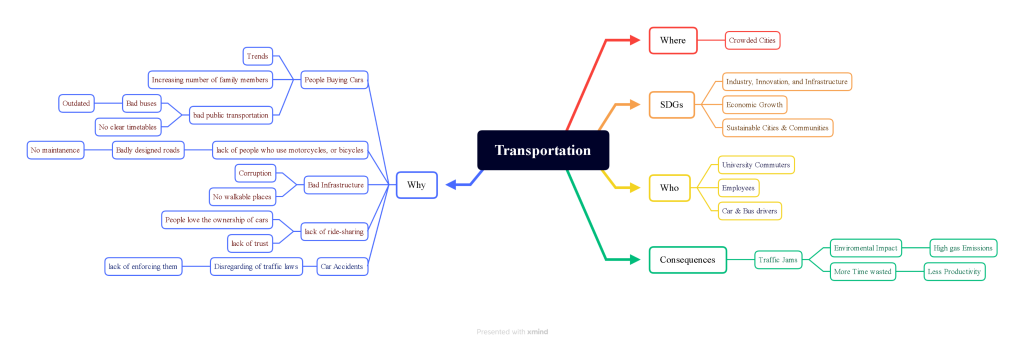 Transportation
Where
Crowded Cities
SDGs
Industry, Innovation, and Infrastructure
Economic Growth
Sustainable Cities & Communities
Who
University Commuters
Employees
Car & Bus drivers
Consequences
Traffic Jams
Enviromental Impact
High gas Emissions
More Time wasted
Less Productivity
Why
People Buying Cars
Trends
Increasing number of family members
bad public transportation
Bad buses
Outdated
No clear timetables
lack of people who use motorcycles, or bicycles
Badly designed roads
No maintanence
Bad Infrastructure
Corruption
No walkable places
lack of ride-sharing
People love the ownership of cars
lack of trust
Car Accidents
Disregarding of traffic laws
lack of enforcing them
Presented with xmind